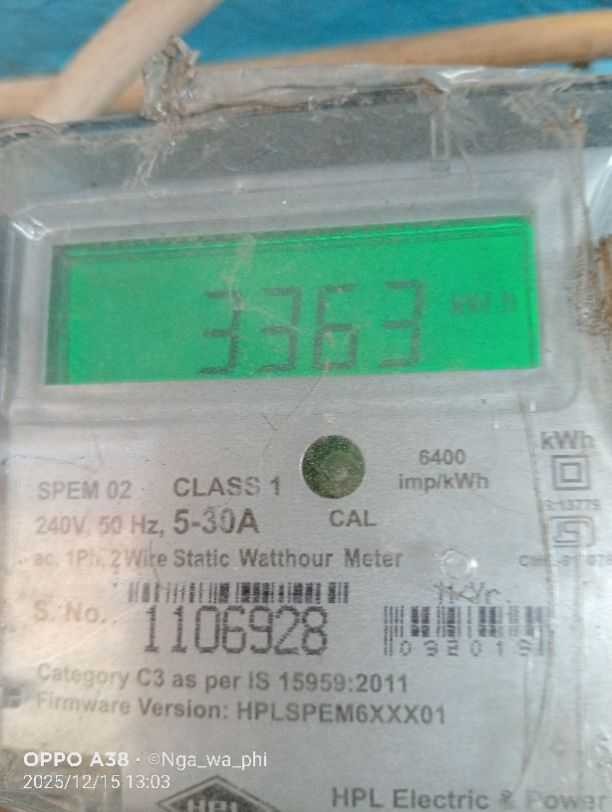 3363 kWh
SPEM 02 CLASS 1
6400
imp/kWh
kWh
240V, 50 Hz, 5-30A
CAL
ac, 1Ph, 2Wire Static Watthour Meter
S. No.
1106928
Category C3 as per IS 15959:2011
Firmware Version: HPLSPEM6XXX01
HPL
HPL Electric & Power
OPPO A38 · ©Nga_wa_phi
2025/12/15 13:03